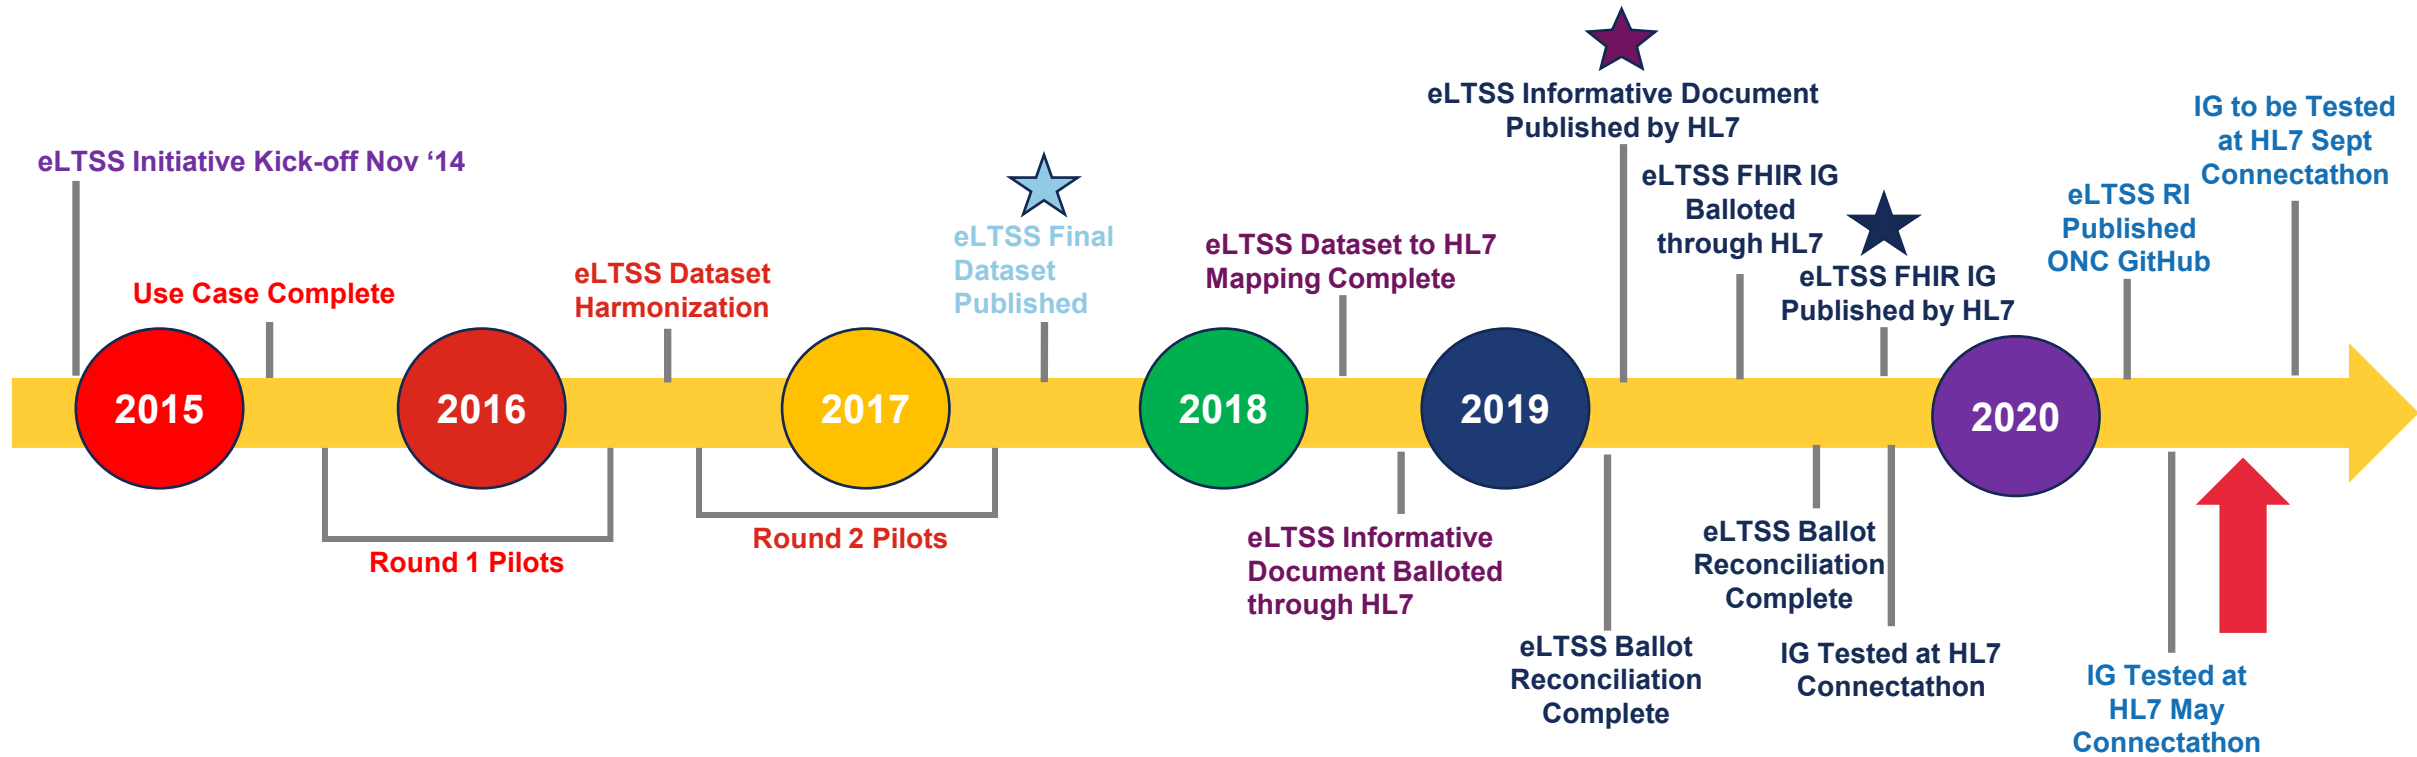 eLTSS Initiative Kick-off Nov ‘14
Use Case Complete
eLTSS Dataset
Harmonization
eLTSS Final
Dataset
Published
eLTSS Dataset to HL7
Mapping Complete
eLTSS Informative Document
Published by HL7
eLTSS FHIR IG
Balloted
through HL7
eLTSS FHIR IG
Published by HL7
eLTSS RI
Published
ONC GitHub
IG to be Tested
at HL7 Sept
Connectathon
2015
2016
2017
2018
2019
2020
Round 1 Pilots
Round 2 Pilots
eLTSS Informative
Document Balloted
through HL7
eLTSS Ballot
Reconciliation
Complete
eLTSS Ballot
Reconciliation
Complete
IG Tested at HL7
Connectathon
IG Tested at
HL7 May
Connectathon